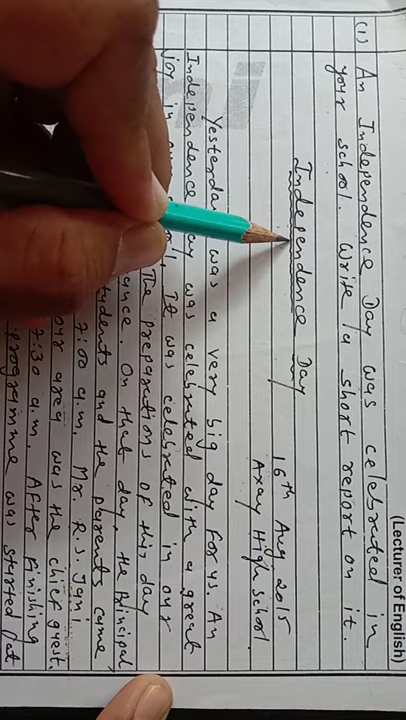 (Lecturer of English)
(1) An Independence Day was celebrated in
your school. Write a short report on it.
Independence Day
16th Aug 2015
Axay High School.
Yesterday was a very big day for us. An
Independence Day was celebrated with a great
joy in our It was celebrated in our
The preparations of this day
On that day, the Principal
students and the parents came,
7:00 a.m. Mr. R.S. Jani
our area was the chief guest.
7:30 a.m. After finishing
programme was started at